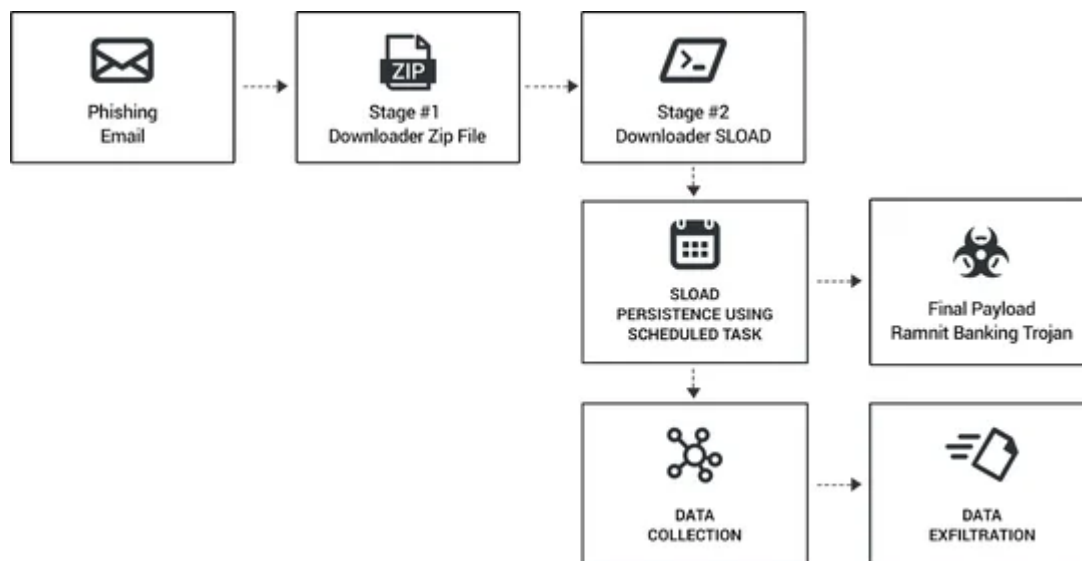 Phishing
Email
ZIP
Stage #1
Downloader Zip File
>_
Stage #2
Downloader SLOAD
SLOAD
PERSISTENCE USING
SCHEDULED TASK
Final Payload
Ramnit Banking Trojan
DATA
COLLECTION
DATA
EXFILTRATION